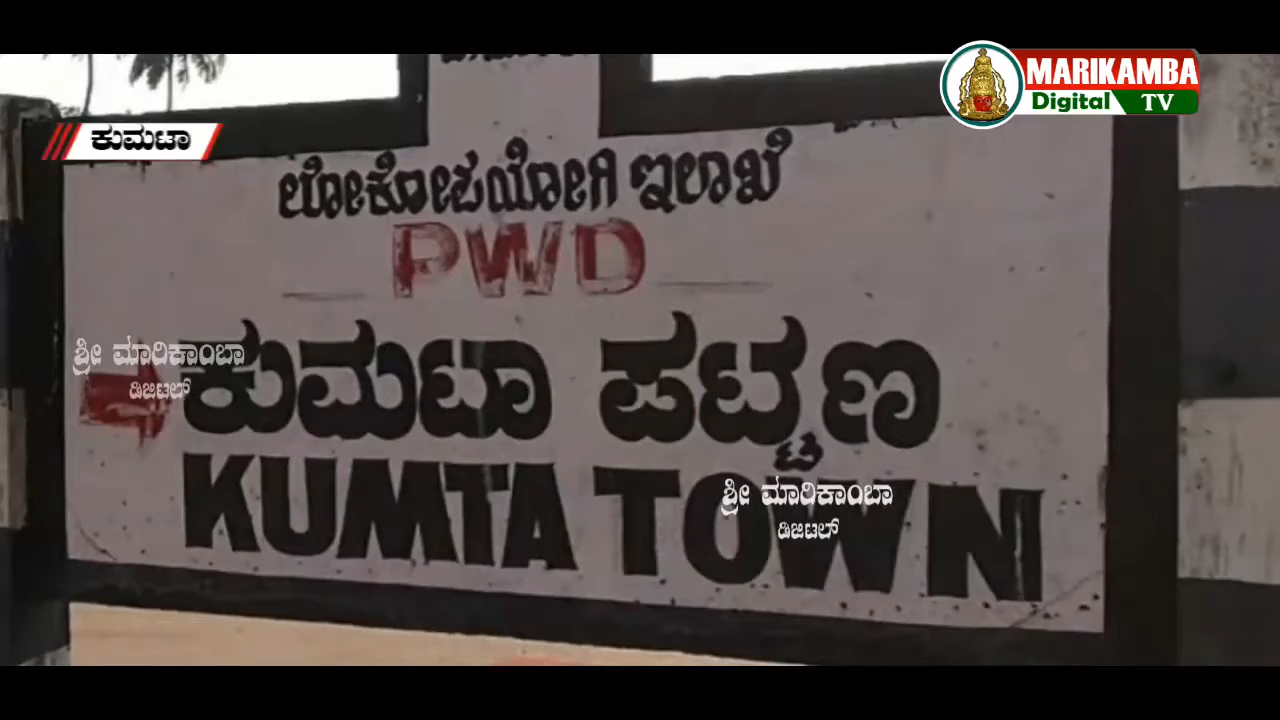 MARIKAMBA
Digital TV
ಕುಮಟಾ
ಲೋಕೋಪಯೋಗಿ ಇಲಾಖೆ
PWD
ಶ್ರೀ ಮಾರಿಕಾಂಬಾ
ಡಿಜಿಟಲ್
ಕುಮಟಾ ಪಟ್ಟಣ
KUMTA TOWN
ಶ್ರೀ ಮಾರಿಕಾಂಬಾ
ಡಿಜಿಟಲ್